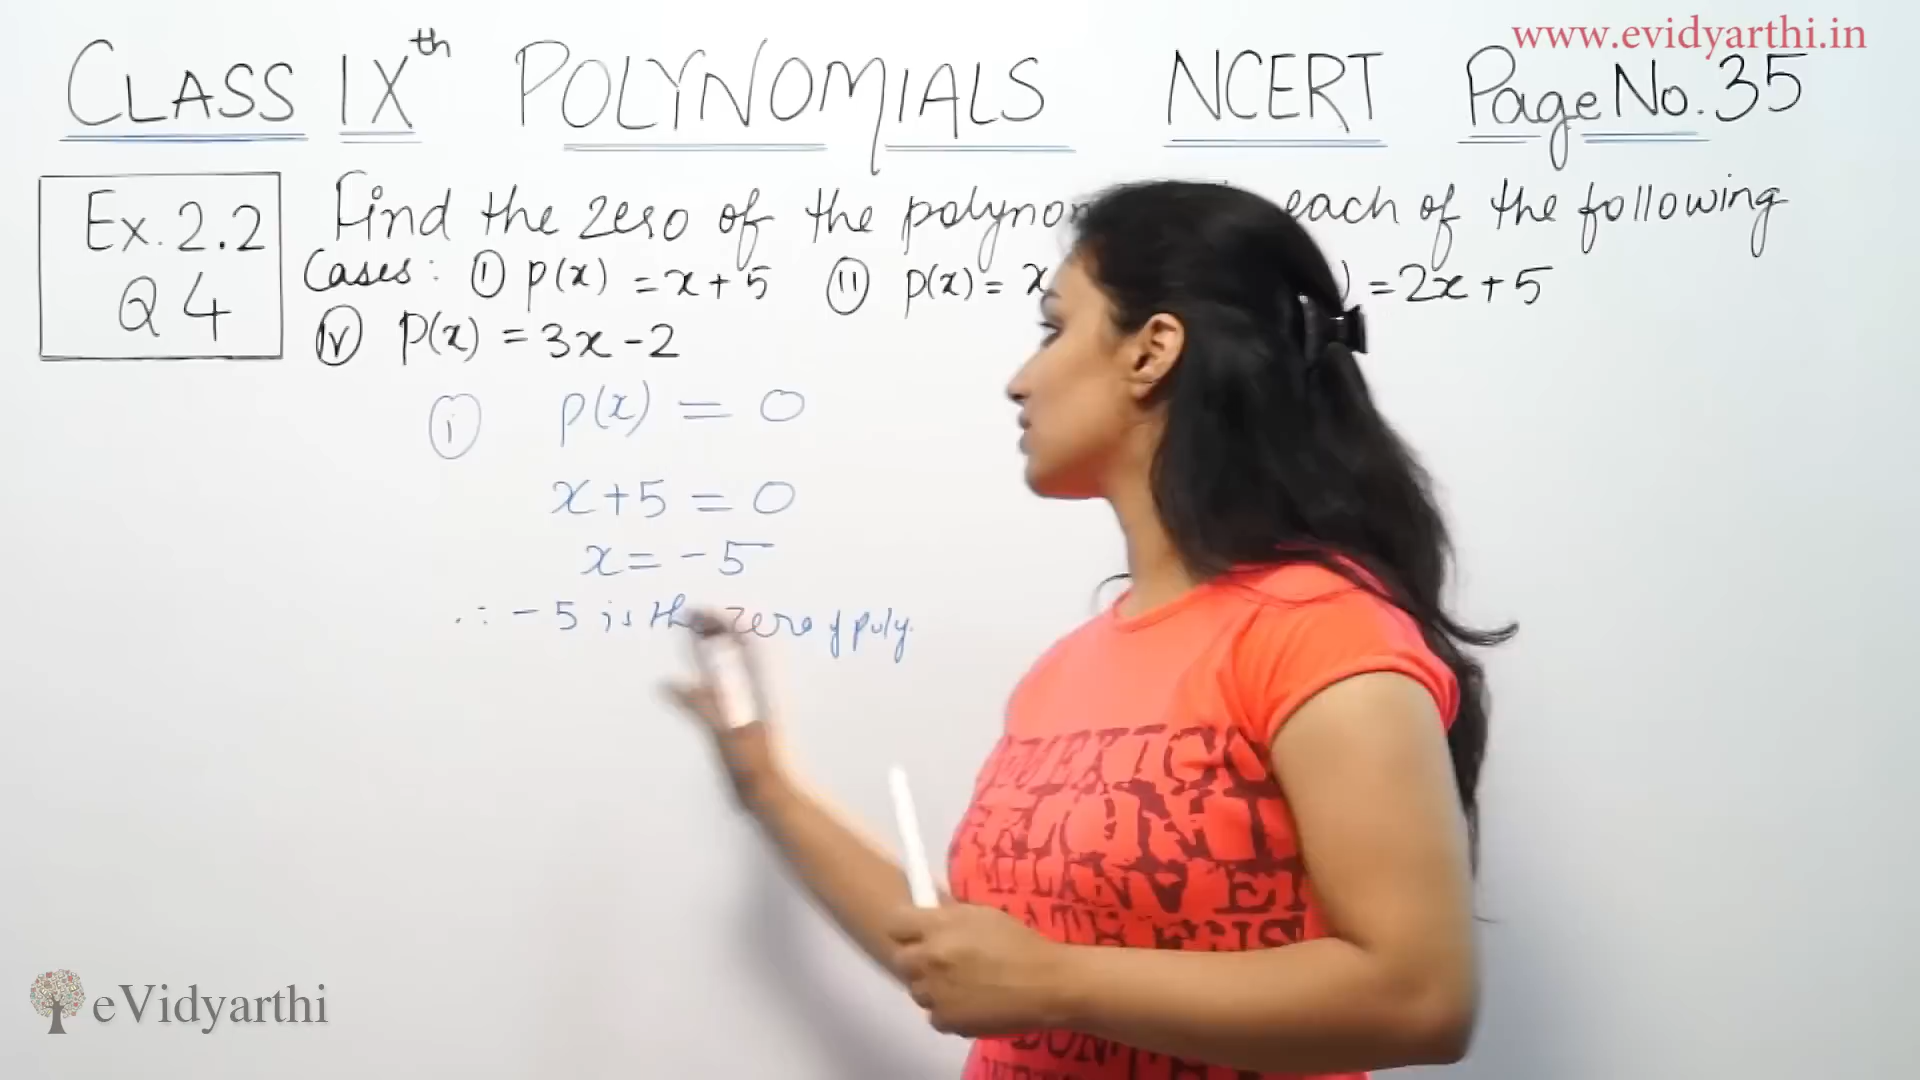 www.evidyarthi.in
CLASS IXth POLYNOMIALS NCERT Page No. 35
Ex. 2.2
Q 4
Find the zero of the each of the following
Cases: (i) p(x) = x + 5 (ii) p(x) = x = 2x + 5
(iv) P(x) = 3x - 2
(i) p(x) = 0
x + 5 = 0
x = -5
∴ -5 is the zero of poly.
eVidyarthi